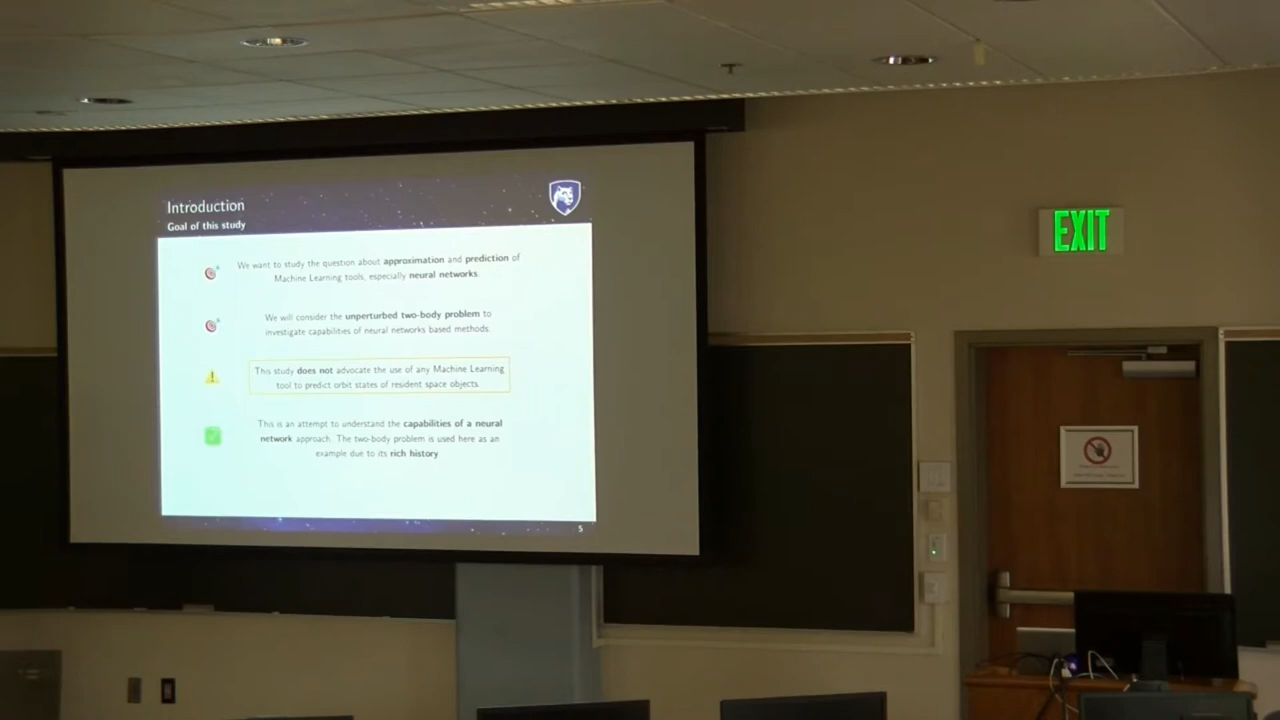 Introduction
Goal of this study
We want to study the question about approximation and prediction of
Machine Learning tools, especially neural networks.
We will consider the unperturbed two-body problem to
investigate capabilities of neural networks based methods.
This study does not advocate the use of any Machine Learning
tool to predict orbit states of resident space objects.
This is an attempt to understand the capabilities of a neural
network approach. The two-body problem is used here as an
example due to its rich history
5
EXIT